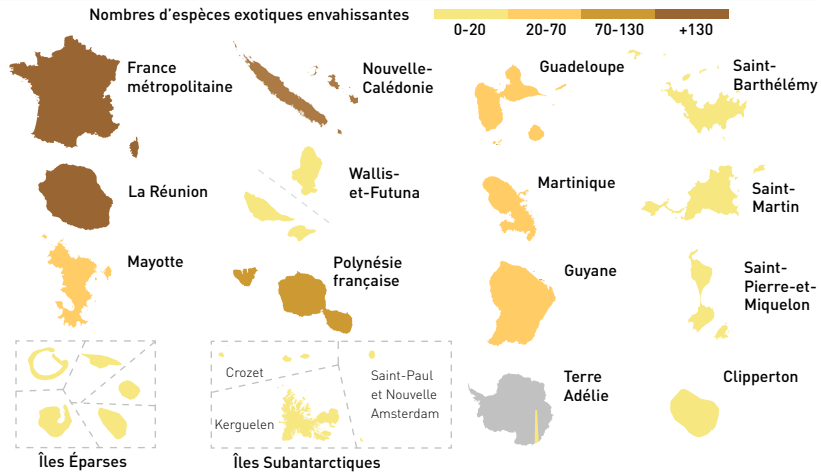 Nombres d'espèces exotiques envahissantes
0-20 20-70 70-130 +130
France
métropolitaine
Nouvelle-
Calédonie
Guadeloupe
Saint-
Barthélémy
La Réunion
Wallis-
et-Futuna
Martinique
Saint-
Martin
Mayotte
Polynésie
française
Guyane
Saint-
Pierre-et-
Miquelon
Crozet
Kerguelen
Saint-Paul
et Nouvelle
Amsterdam
Terre
Adélie
Clipperton
Îles Éparses
Îles Subantarctiques